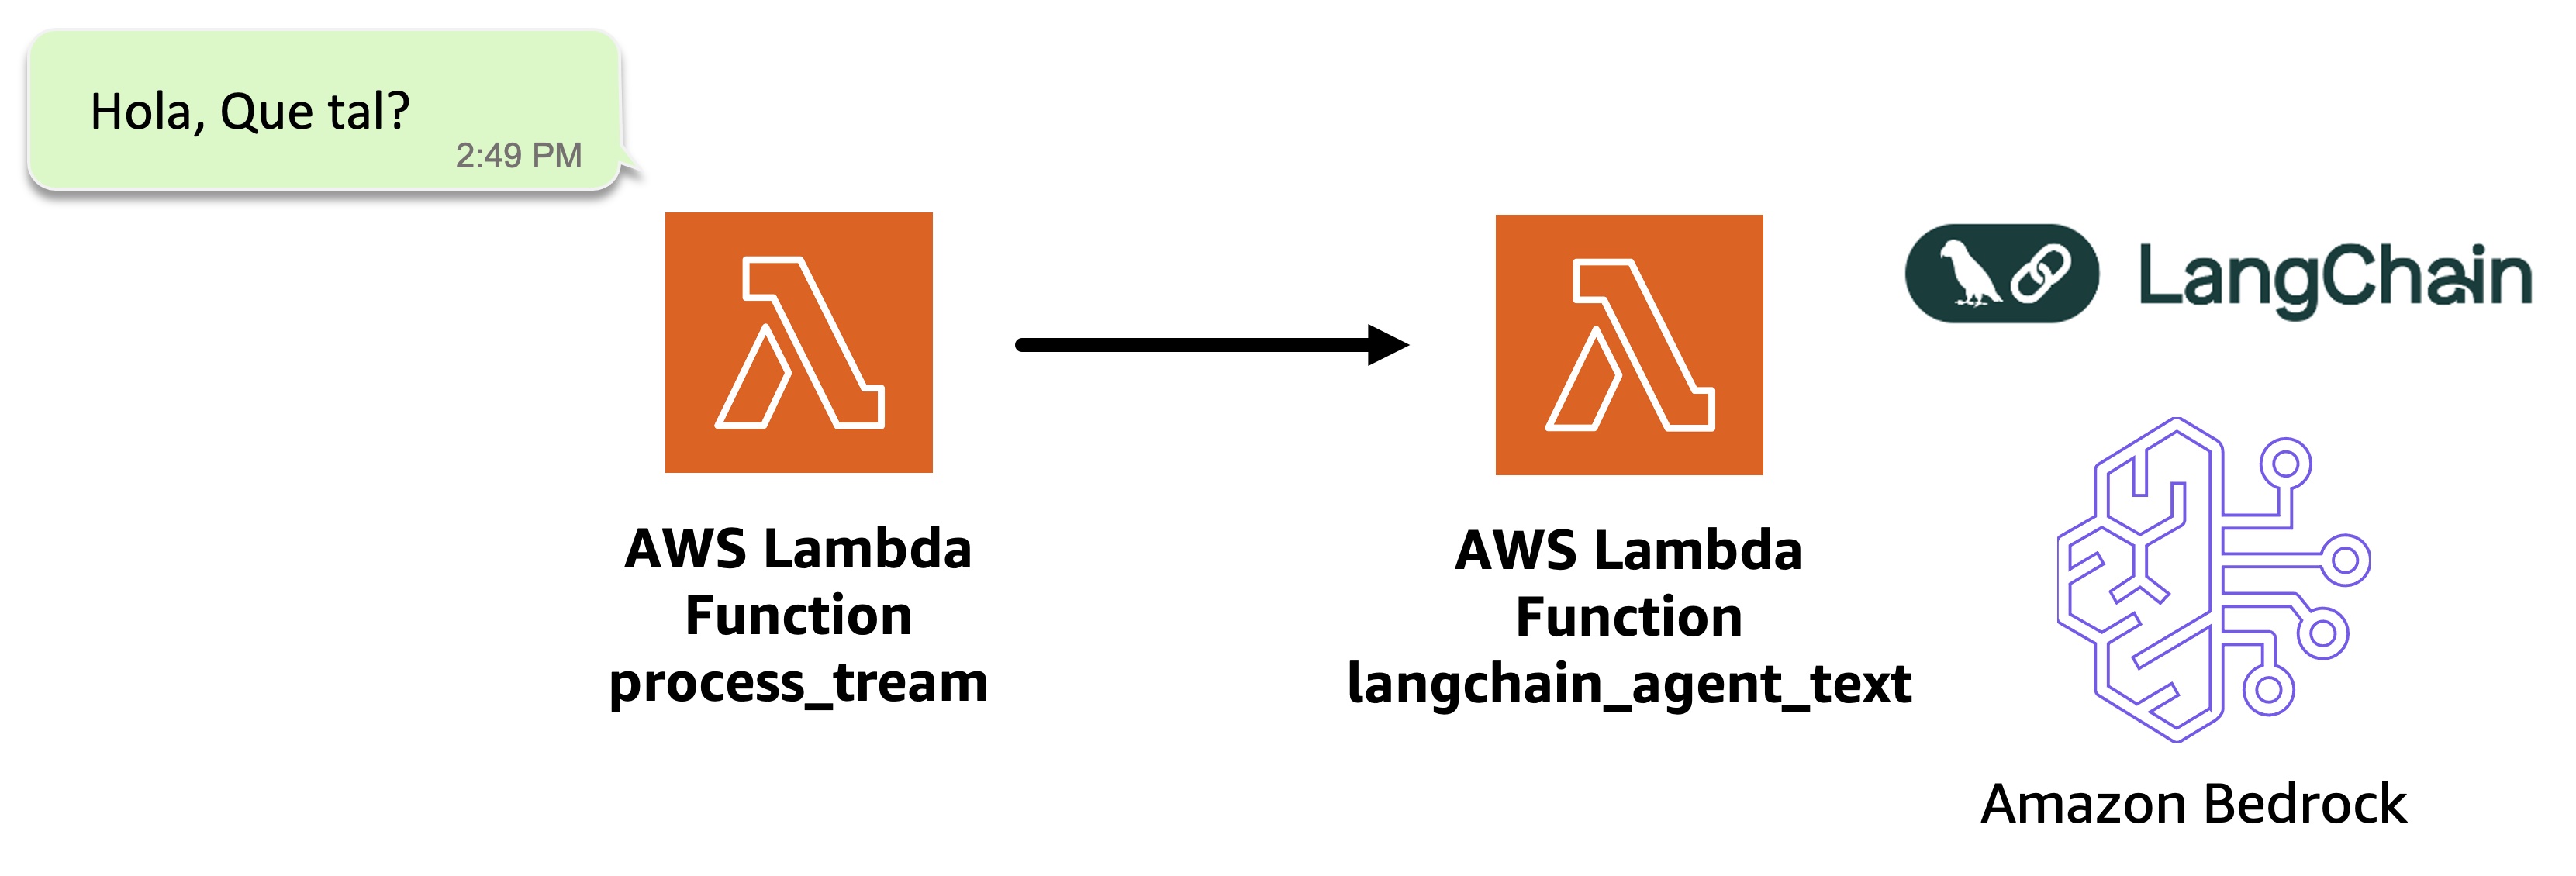 Hola, Que tal?
2:49 PM
AWS Lambda
Function
process_tream
AWS Lambda
Function
langchain_agent_text
LangChain
Amazon Bedrock